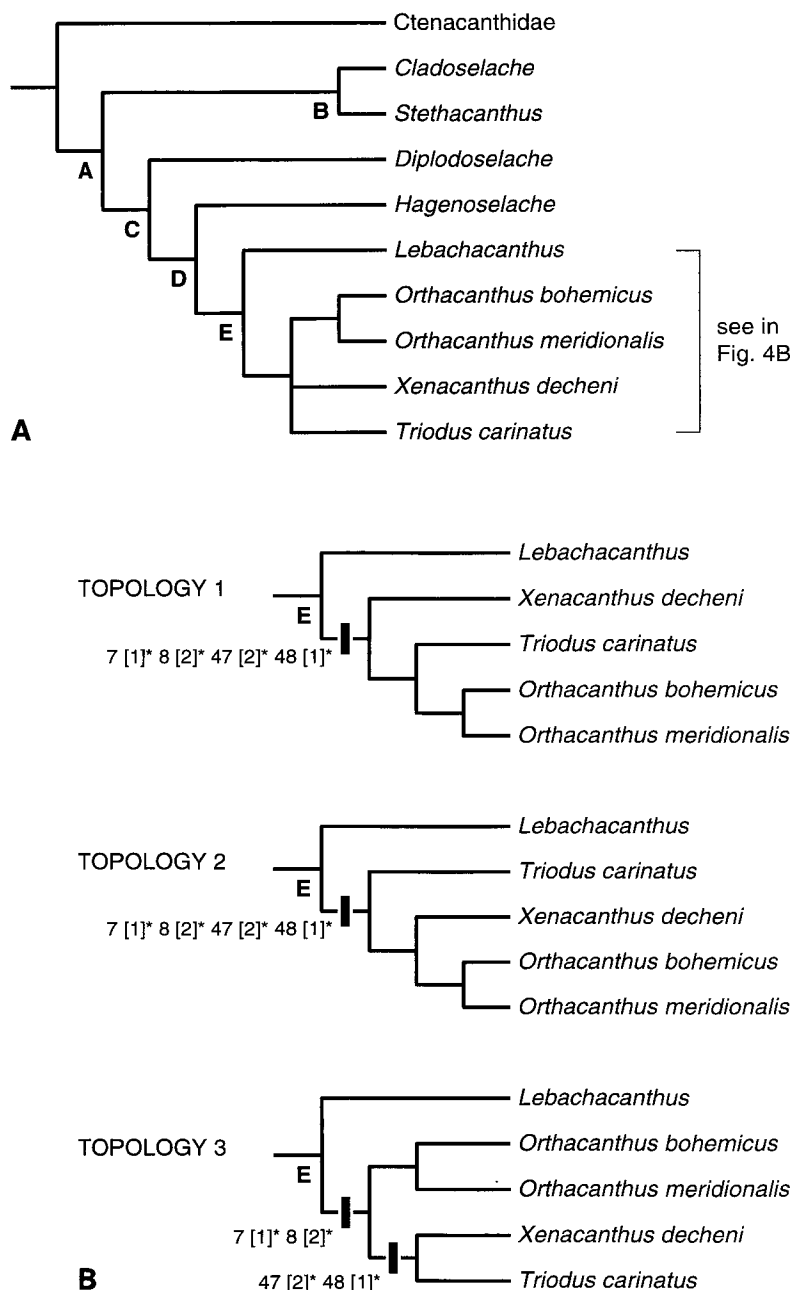 Ctenacanthidae
Cladoselache
B
Stethacanthus
A
Diplodoselache
C
Hagenoselache
D
Lebachacanthus
Orthacanthus bohemicus
E
see in
Fig. 4B
Orthacanthus meridionalis
Xenacanthus decheni
A
Triodus carinatus
Lebachacanthus
TOPOLOGY 1
Xenacanthus decheni
E
7 [1]* 8 [2]* 47 [2]* 48 [1]*
Triodus carinatus
Orthacanthus bohemicus
Orthacanthus meridionalis
Lebachacanthus
TOPOLOGY 2
Triodus carinatus
E
7 [1]* 8 [2]* 47 [2]* 48 [1]*
Xenacanthus decheni
Orthacanthus bohemicus
Orthacanthus meridionalis
Lebachacanthus
TOPOLOGY 3
Orthacanthus bohemicus
E
Orthacanthus meridionalis
7 [1]* 8 [2]*
Xenacanthus decheni
B
47 [2]* 48 [1]*
Triodus carinatus